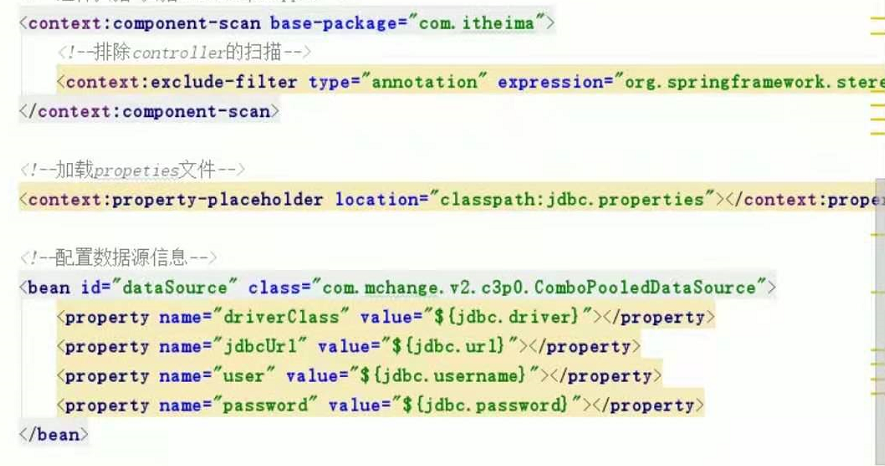 <context:component-scan base-package="com.itheima">
<!--排除controller的扫描-->
<context:exclude-filter type="annotation" expression="org.springframework.stere
</context:component-scan>
<!--加载propeties文件-->
<context:property-placeholder location="classpath:jdbc.properties"></context:prope
<!--配置数据源信息-->
<bean id="dataSource" class="com.mchange.v2.c3p0.ComboPooledDataSource">
<property name="driverClass" value="${jdbc.driver}"></property>
<property name="jdbcUrl" value="${jdbc.url}"></property>
<property name="user" value="${jdbc.username}"></property>
<property name="password" value="${jdbc.password}"></property>
</bean>